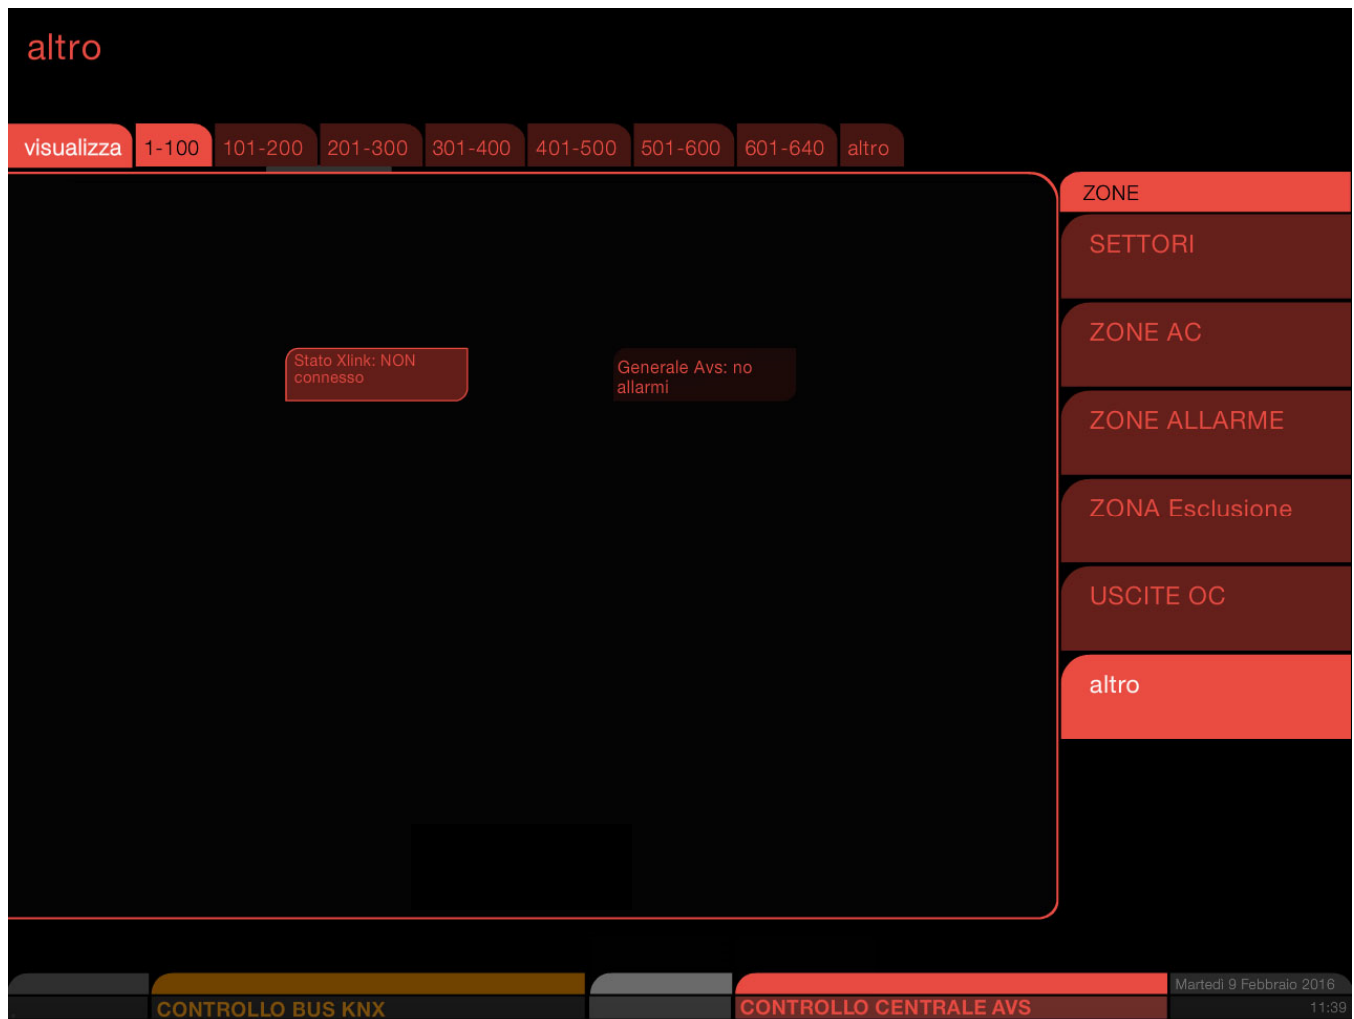 altro
visualizza 1-100 101-200 201-300 301-400 401-500 501-600 601-640 altro
ZONE
SETTORI
ZONE AC
Stato Xlink: NON
connesso
Generale Avs: no
allarmi
ZONE ALLARME
ZONA Esclusione
USCITE OC
altro
CONTROLLO BUS KNX
CONTROLLO CENTRALE AVS
Martedì 9 Febbraio 2016
11:39